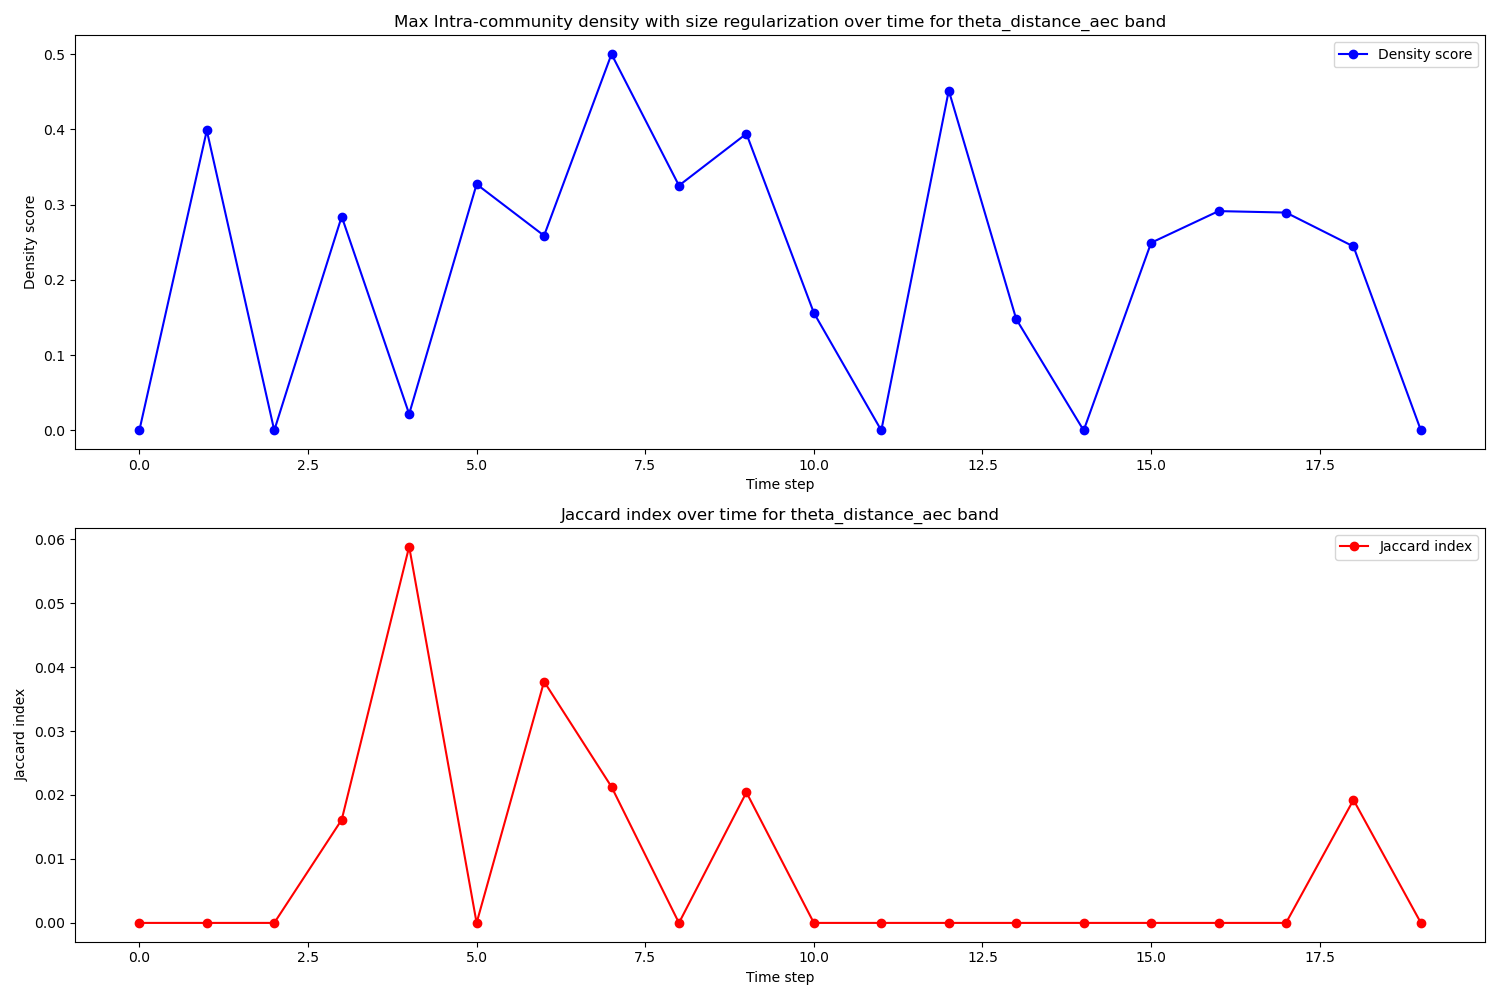 Max Intra-community density with size regularization over time for theta_distance_aec band
Density score
0.5
0.4
0.3
0.2
0.1
0.0
Density score
0.0 2.5 5.0 7.5 10.0 12.5 15.0 17.5
Time step
Jaccard index over time for theta_distance_aec band
Jaccard index
0.06
0.05
0.04
0.03
0.02
0.01
0.00
Jaccard index
0.0 2.5 5.0 7.5 10.0 12.5 15.0 17.5
Time step